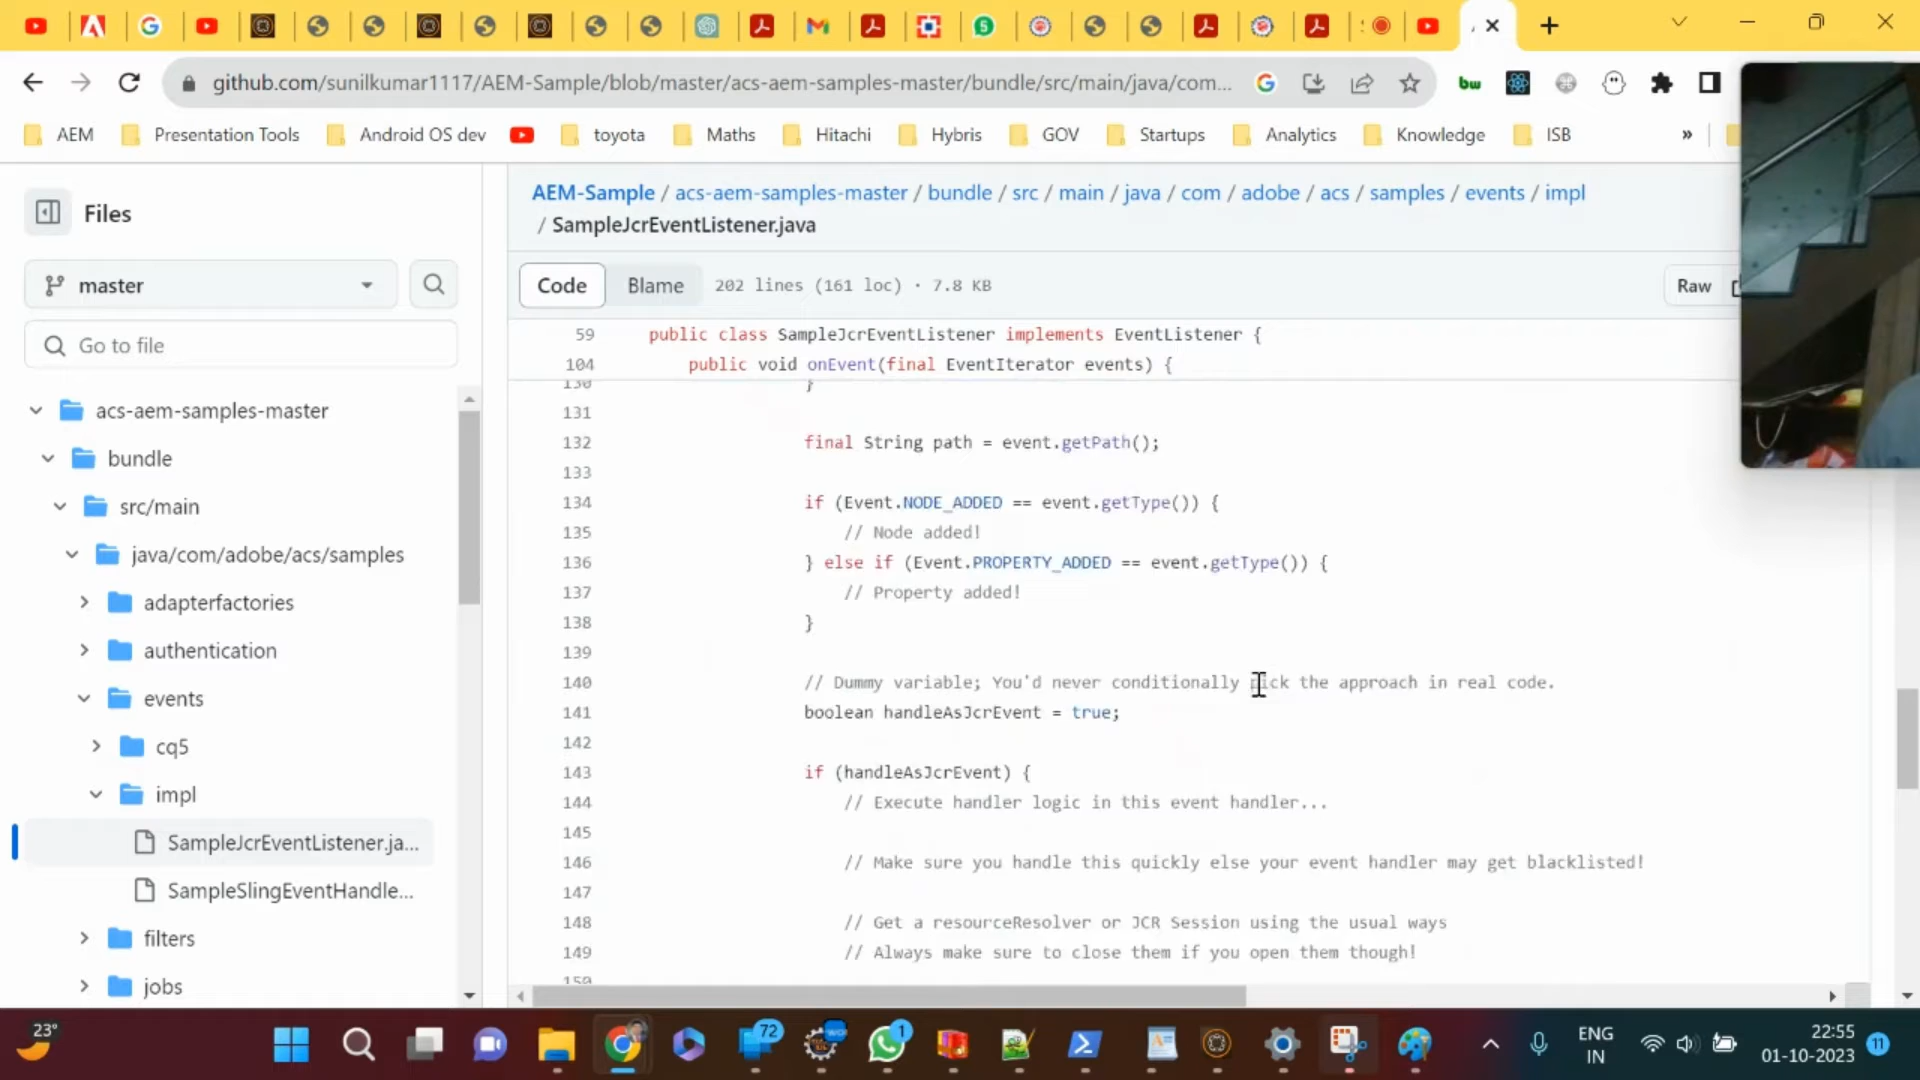 github.com/sunilkumar1117/AEM-Sample/blob/master/acs-aem-samples-master/bundle/src/main/java/com...
bw
AEM
Presentation Tools
Android OS dev
toyota
Maths
Hitachi
Hybris
GOV
Startups
Analytics
Knowledge
ISB
»
Files
master
Go to file
acs-aem-samples-master
bundle
src/main
java/com/adobe/acs/samples
adapterfactories
authentication
events
cq5
impl
SampleJcrEventListener.ja...
SampleSlingEventHandle...
filters
jobs
AEM-Sample / acs-aem-samples-master / bundle / src / main / java / com / adobe / acs / samples / events / impl
/ SampleJcrEventListener.java
Code
Blame
202 lines (161 loc) · 7.8 KB
Raw
59 public class SampleJcrEventListener implements EventListener {
104 public void onEvent(final EventIterator events) {
130 }
131
132 final String path = event.getPath();
133
134 if (Event.NODE_ADDED == event.getType()) {
135 // Node added!
136 } else if (Event.PROPERTY_ADDED == event.getType()) {
137 // Property added!
138 }
139
140 // Dummy variable; You'd never conditionally pick the approach in real code.
141 boolean handleAsJcrEvent = true;
142
143 if (handleAsJcrEvent) {
144 // Execute handler logic in this event handler...
145
146 // Make sure you handle this quickly else your event handler may get blacklisted!
147
148 // Get a resourceResolver or JCR Session using the usual ways
149 // Always make sure to close them if you open them though!
150
23°
72
1
ENG
IN
22:55
01-10-2023
11